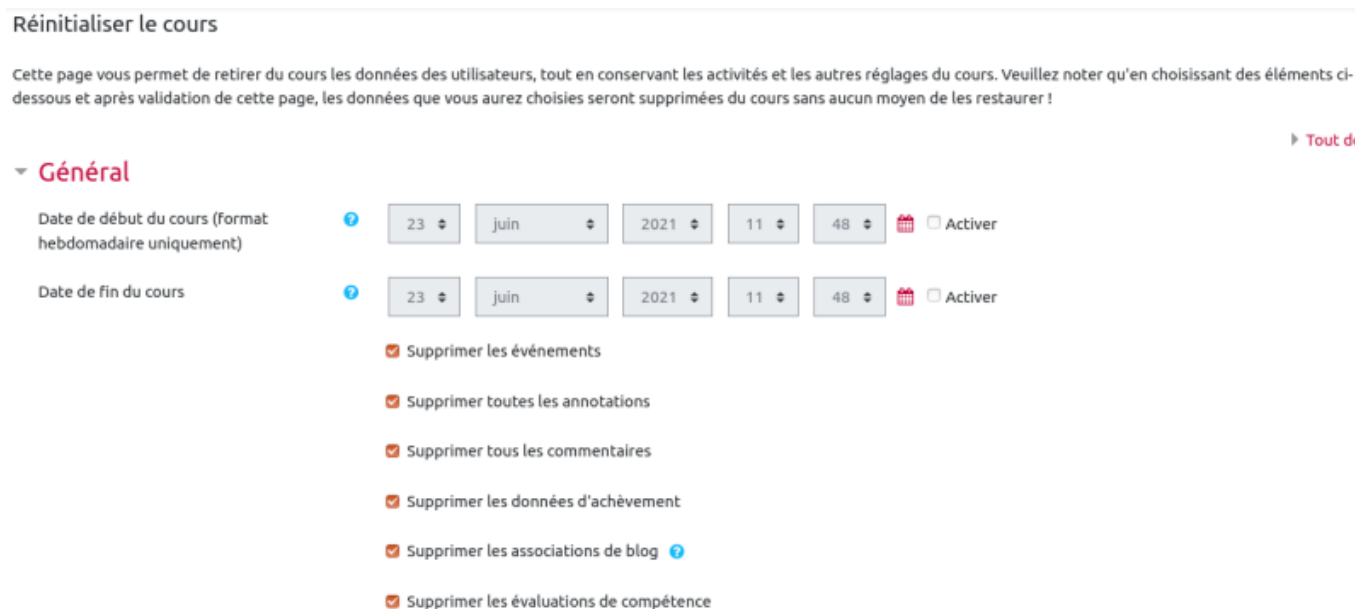 Réinitialiser le cours
Cette page vous permet de retirer du cours les données des utilisateurs, tout en conservant les activités et les autres réglages du cours. Veuillez noter qu'en choisissant des éléments ci-
dessous et après validation de cette page, les données que vous aurez choisies seront supprimées du cours sans aucun moyen de les restaurer !
Tout
Général
Date de début du cours (format
hebdomadaire uniquement)
23 juin 2021 11 48 Activer
Date de fin du cours
23 juin 2021 11 48 Activer
Supprimer les événements
Supprimer toutes les annotations
Supprimer tous les commentaires
Supprimer les données d'achèvement
Supprimer les associations de blog
Supprimer les évaluations de compétence